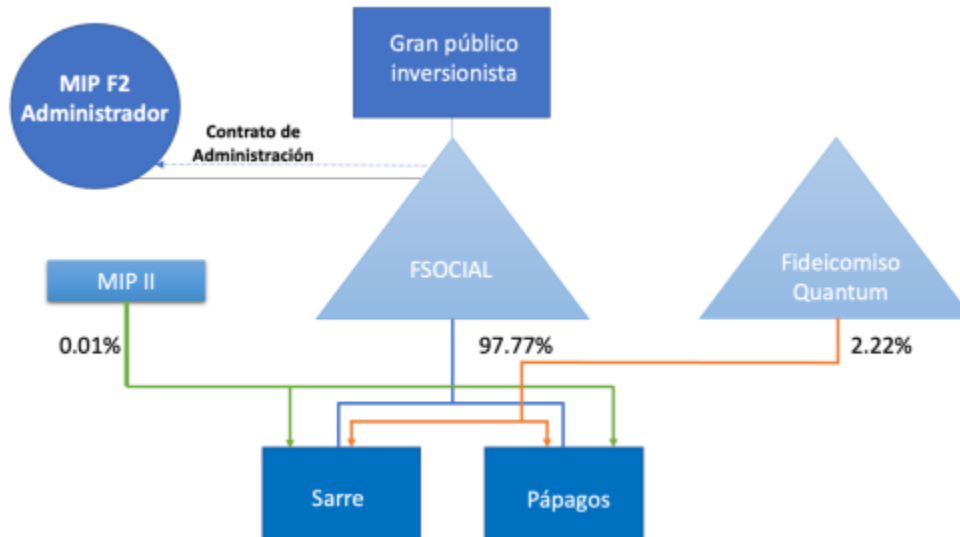 Gran público
inversionista
MIP F2
Administrador
Contrato de
Administración
FSOCIAL
Fideicomiso
Quantum
MIP II
0.01%
97.77%
2.22%
Sarre
Pápagos